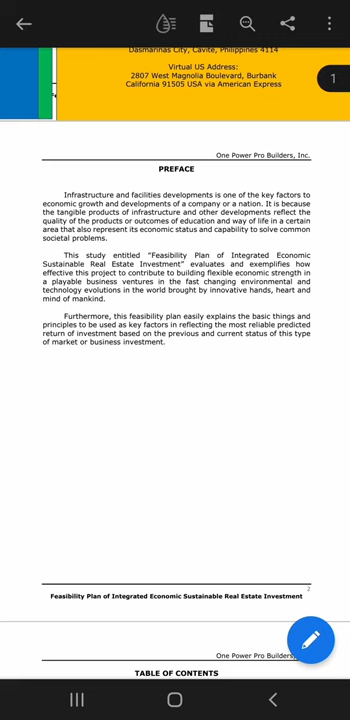 Dasmarinas City, Cavite, Philippines 4114
Virtual US Address:
2807 West Magnolia Boulevard, Burbank
California 91505 USA via American Express
1
One Power Pro Builders, Inc.
PREFACE
Infrastructure and facilities developments is one of the key factors to
economic growth and developments of a company or a nation. It is because
the tangible products of infrastructure and other developments reflect the
quality of the products or outcomes of education and way of life in a certain
area that also represent its economic status and capability to solve common
societal problems.
This study entitled "Feasibility Plan of Integrated Economic
Sustainable Real Estate Investment" evaluates and exemplifies how
effective this project to contribute to building flexible economic strength in
a playable business ventures in the fast changing environmental and
technology evolutions in the world brought by innovative hands, heart and
mind of mankind.
Furthermore, this feasibility plan easily explains the basic things and
principles to be used as key factors in reflecting the most reliable predicted
return of investment based on the previous and current status of this type
of market or business investment.
2
Feasibility Plan of Integrated Economic Sustainable Real Estate Investment
One Power Pro Builders,
TABLE OF CONTENTS